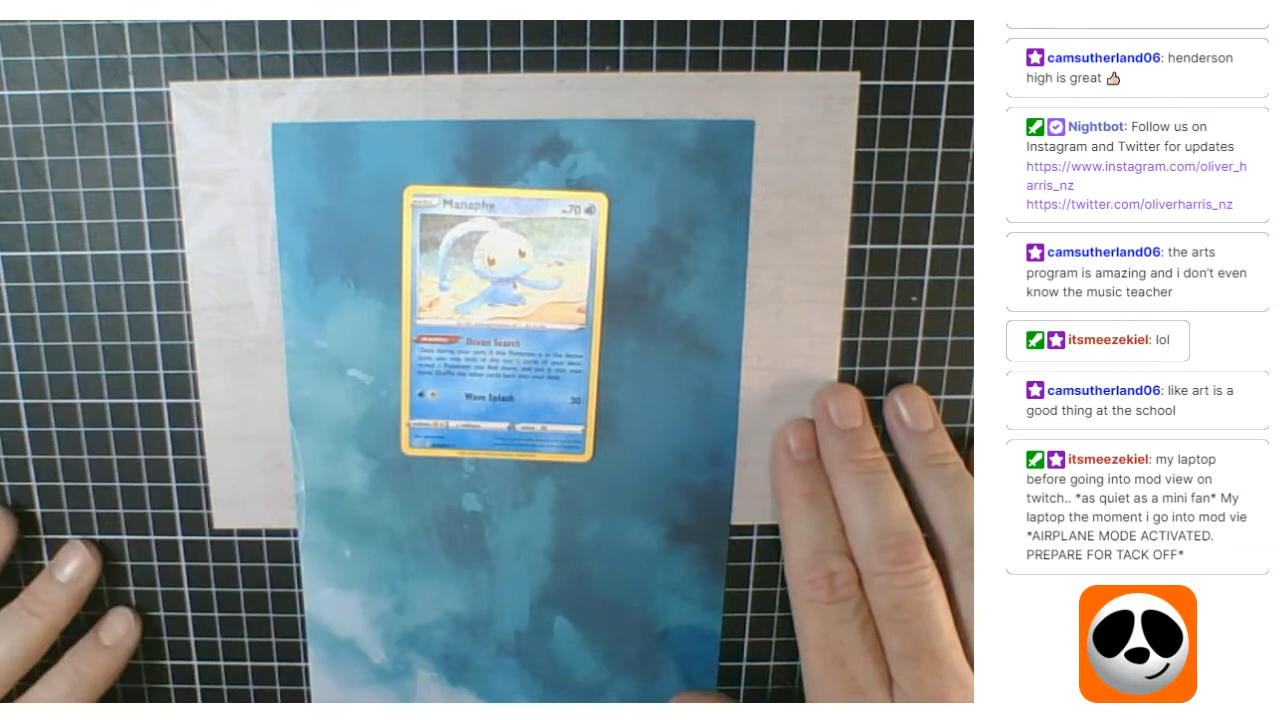 Manaphy
70
Ocean Search
Wave Splash
30
camsutherland06: henderson
high is great 👍🏻
Nightbot: Follow us on
Instagram and Twitter for updates
https://www.instagram.com/oliver_h
arris_nz
https://twitter.com/oliverharris_nz
camsutherland06: the arts
program is amazing and i don't even
know the music teacher
itsmeezekiel: lol
camsutherland06: like art is a
good thing at the school
itsmeezekiel: my laptop
before going into mod view on
twitch.. *as quiet as a mini fan* My
laptop the moment i go into mod vie
*AIRPLANE MODE ACTIVATED.
PREPARE FOR TACK OFF*